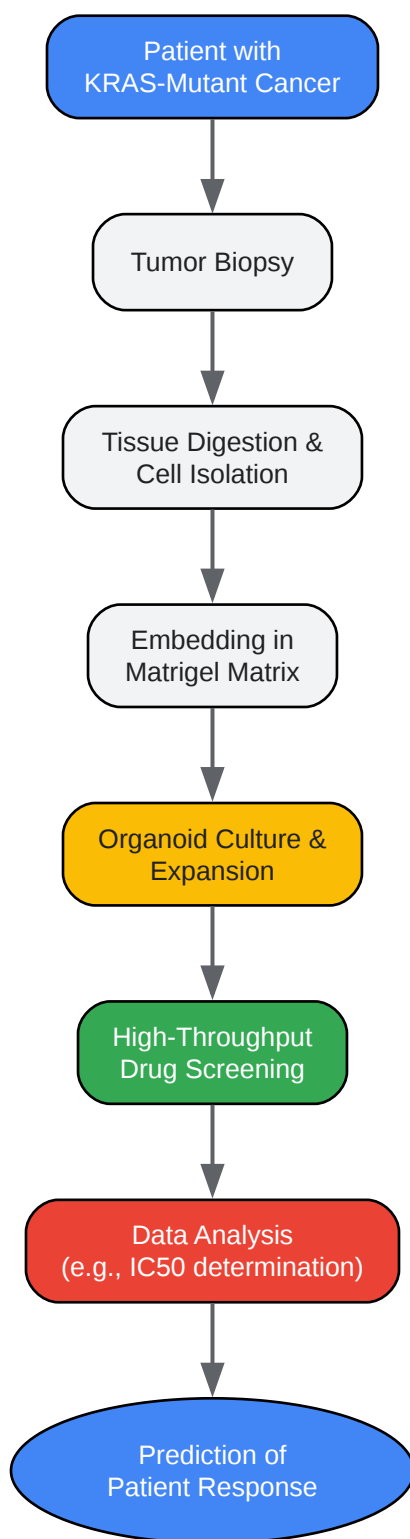 Patient with
KRAS-Mutant Cancer
Tumor Biopsy
Tissue Digestion &
Cell Isolation
Embedding in
Matrigel Matrix
Organoid Culture &
Expansion
High-Throughput
Drug Screening
Data Analysis
(e.g., IC50 determination)
Prediction of
Patient Response